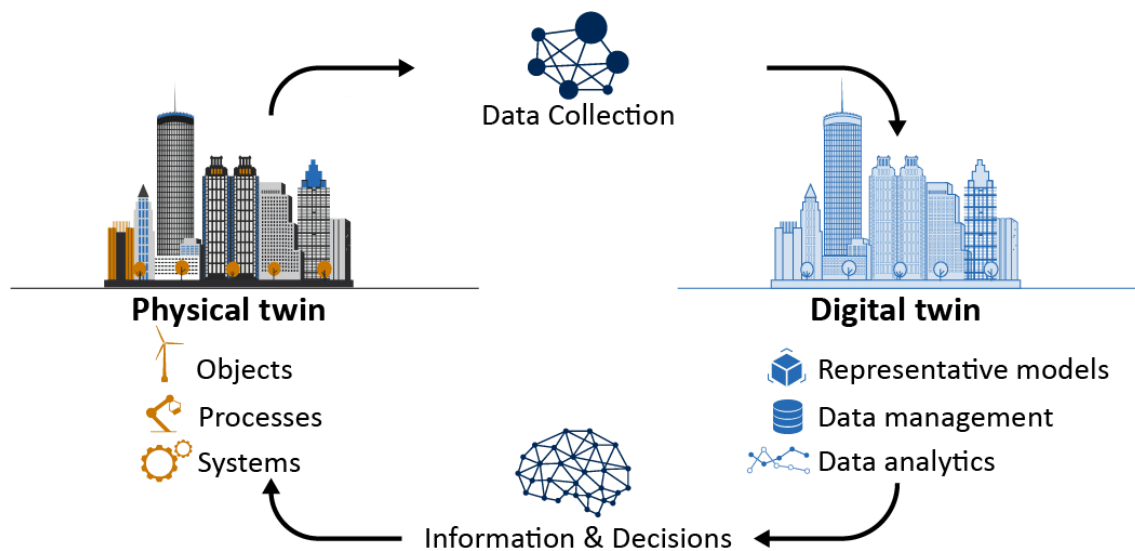 Data Collection
Physical twin
Objects
Processes
Systems
Digital twin
Representative models
Data management
Data analytics
Information & Decisions